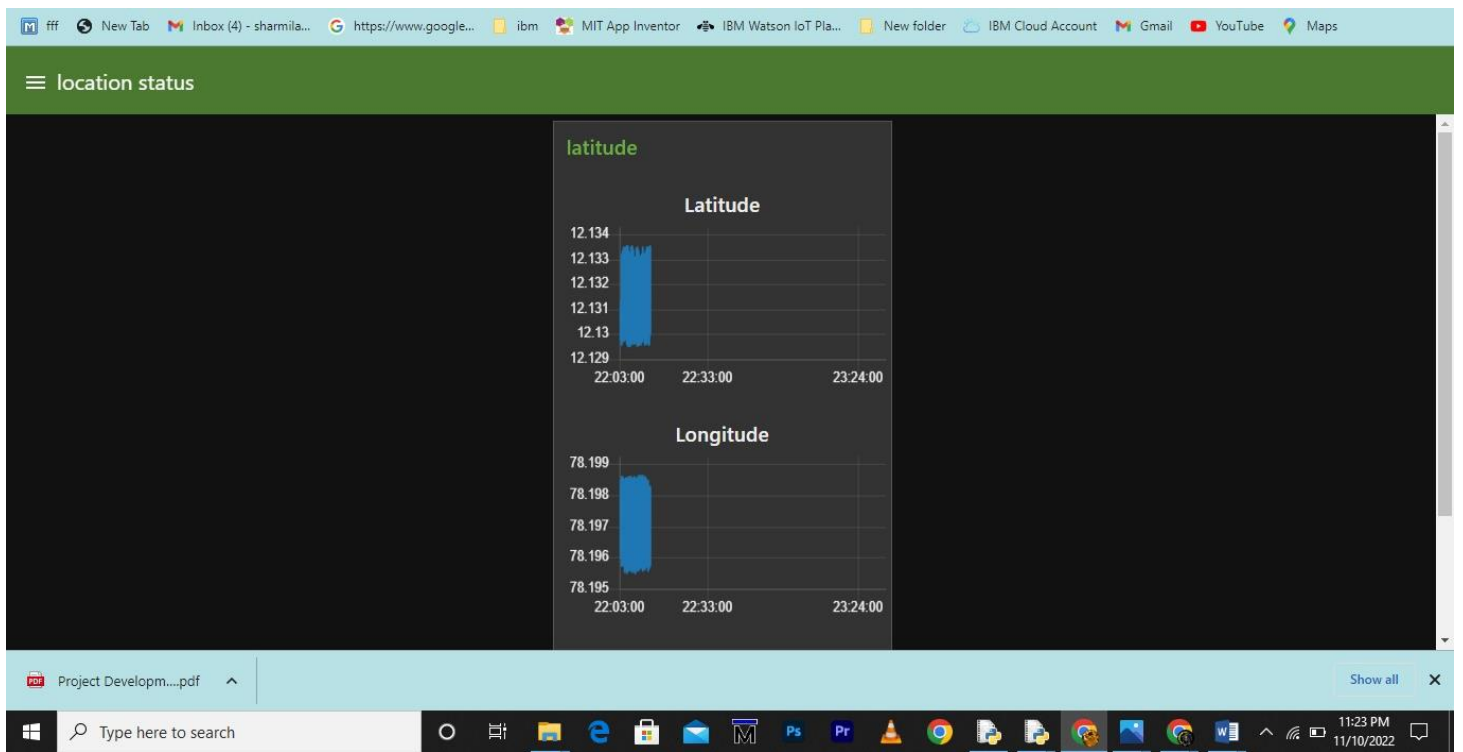 fff New Tab Inbox (4) - sharmila... https://www.google... ibm MIT App Inventor IBM Watson IoT Pla... New folder IBM Cloud Account Gmail YouTube Maps
location status
latitude
Latitude
12.134
12.133
12.132
12.131
12.13
12.129
22:03:00 22:33:00 23:24:00
Longitude
78.199
78.198
78.197
78.196
78.195
22:03:00 22:33:00 23:24:00
Project Developm....pdf Show all
Type here to search Ps Pr 11:23 PM
11/10/2022